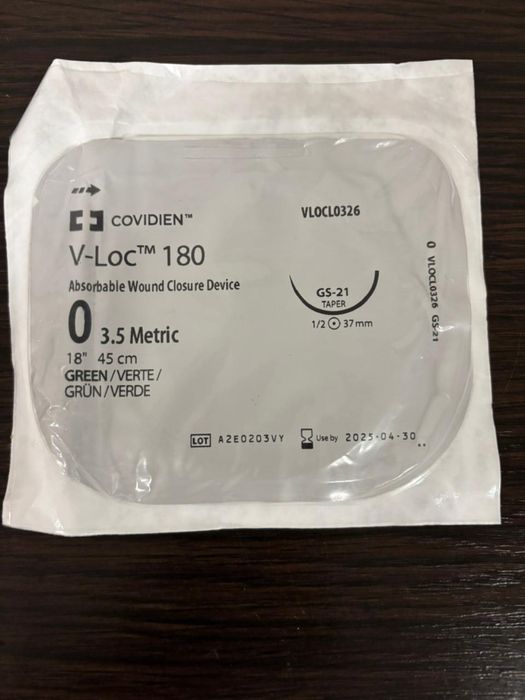 COVIDIEN™
V-Loc™ 180
Absorbable Wound Closure Device
0 3.5 Metric
18" 45 cm
GREEN/VERTE/
GRÜN/VERDE
VLOCL0326
GS-21
TAPER
1/2 37mm
0 VLOCL0326 GS-21
LOT A2E0203VY Use by 2025-04-30